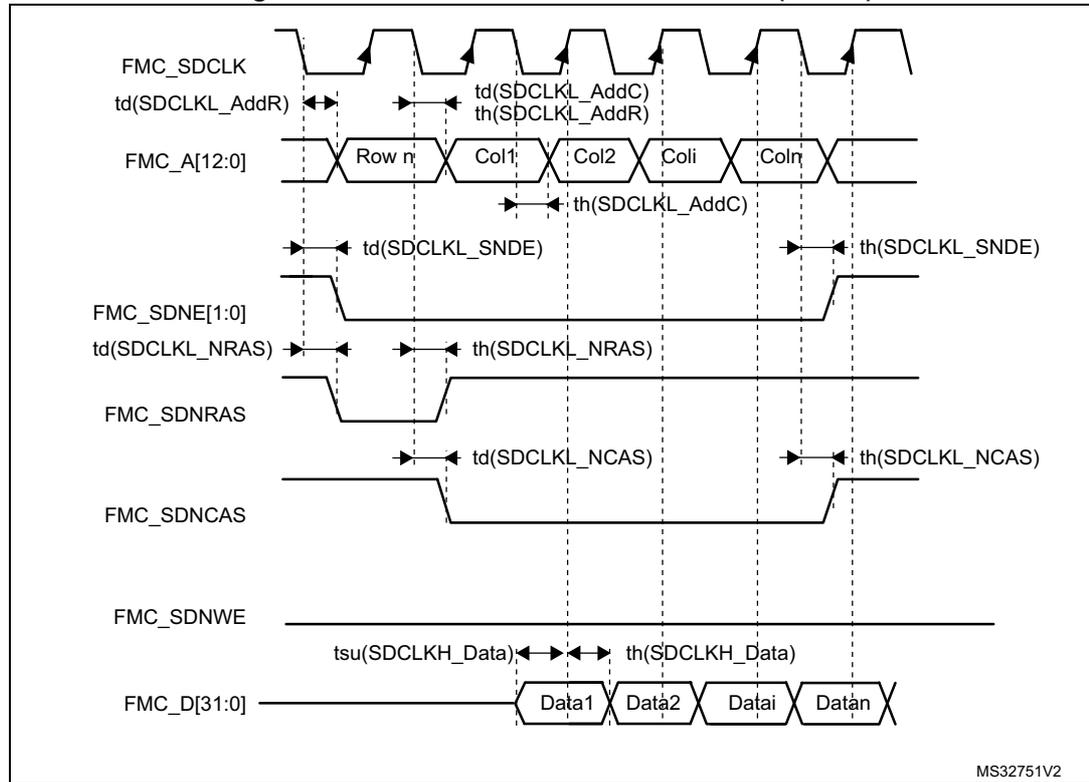 FMC_SDCLK
td(SDCLKL_AddR)
td(SDCLKL_AddC)
th(SDCLKL_AddR)
FMC_A[12:0]
Row n
Col1
Col2
Coli
Coln
th(SDCLKL_AddC)
td(SDCLKL_SNDE)
th(SDCLKL_SNDE)
FMC_SDNE[1:0]
td(SDCLKL_NRAS)
th(SDCLKL_NRAS)
FMC_SDNRAS
td(SDCLKL_NCAS)
th(SDCLKL_NCAS)
FMC_SDNCAS
FMC_SDNWE
tsu(SDCLKH_Data)
th(SDCLKH_Data)
FMC_D[31:0]
Data1
Data2
Datai
Datan
MS32751V2